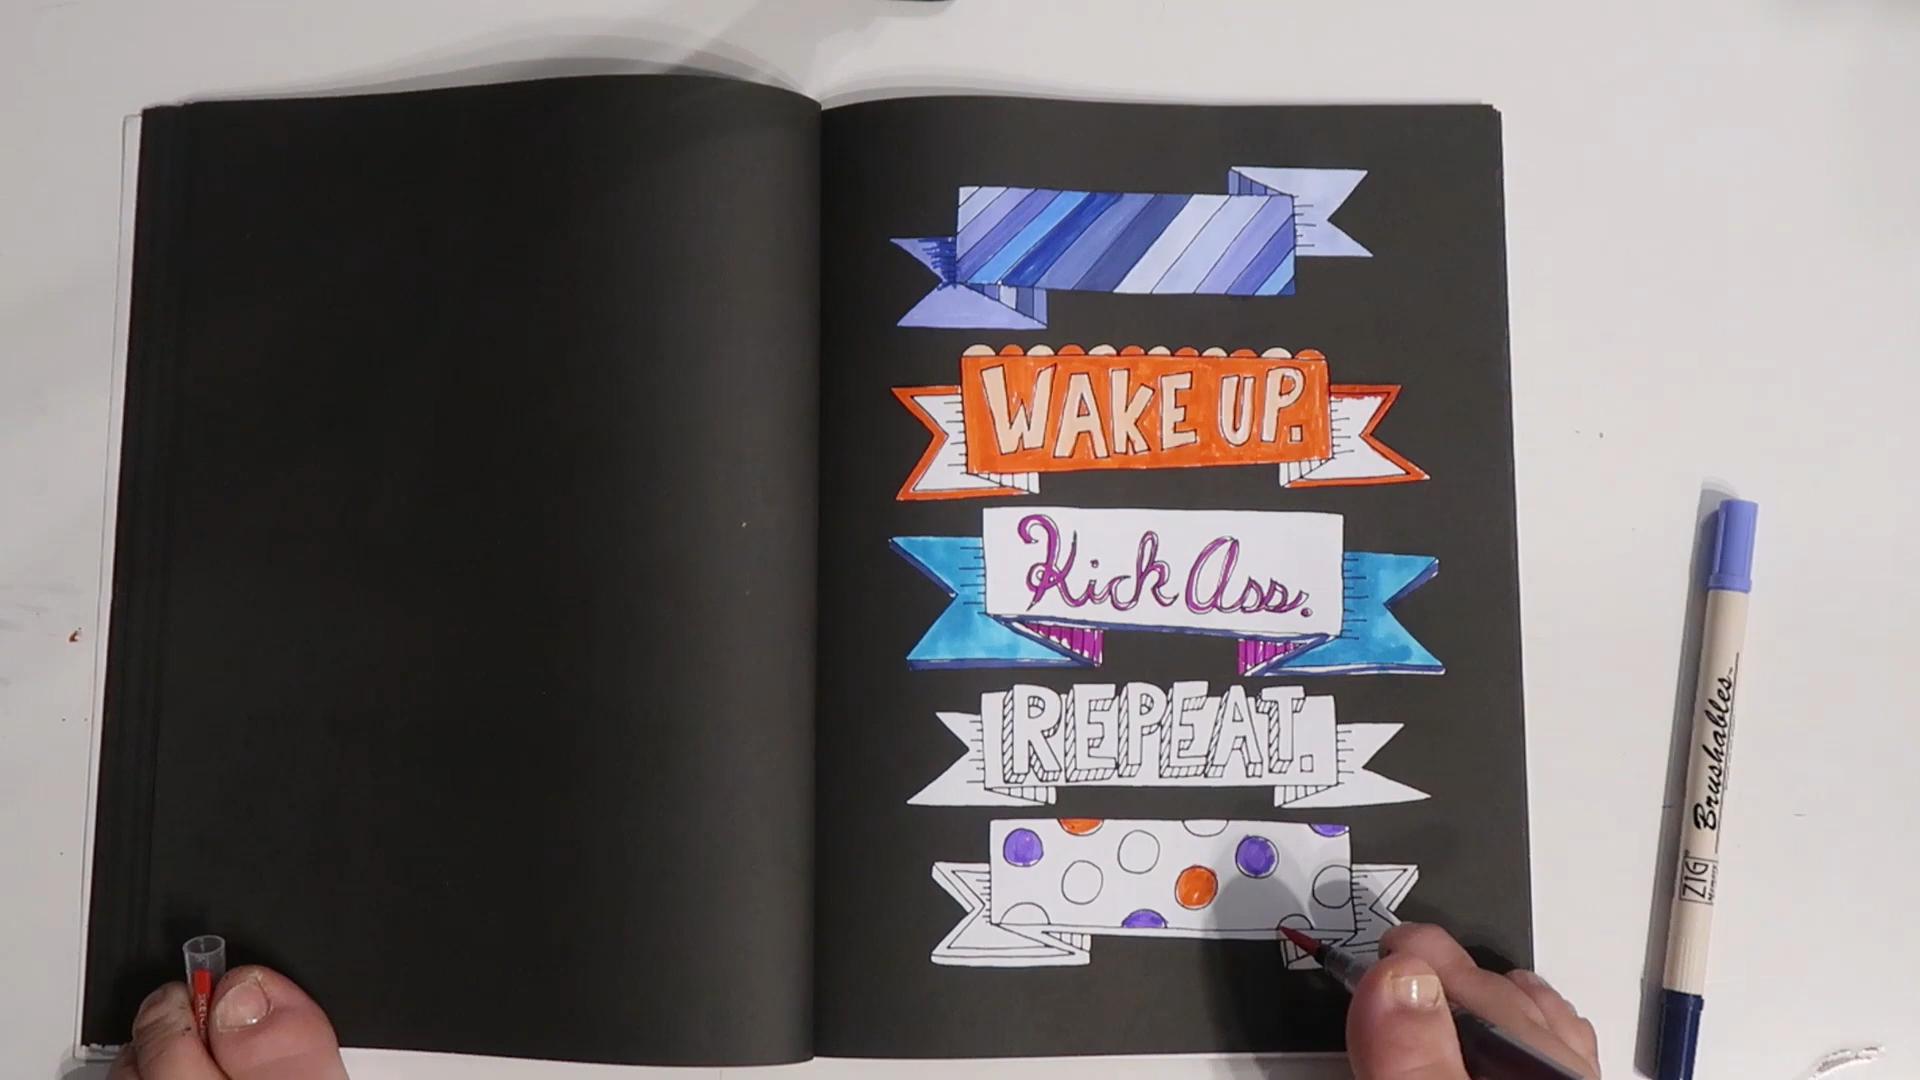 WAKE UP.
Kick Ass.
REPEAT.
Brushables
ZIG